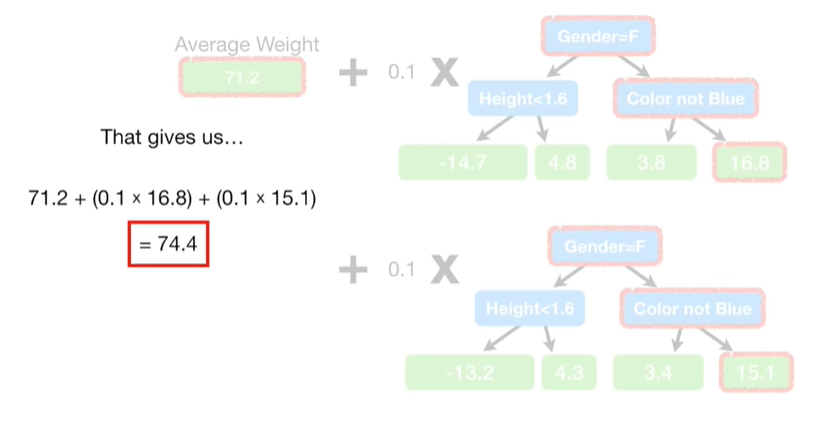 Average Weight
71.2
+ 0.1 X
Gender=F
Height<1.6
Color not Blue
-14.7
4.8
3.8
16.8
That gives us...
71.2 + (0.1 × 16.8) + (0.1 × 15.1)
= 74.4
+ 0.1 X
Gender=F
Height<1.6
Color not Blue
-13.2
4.3
3.4
15.1